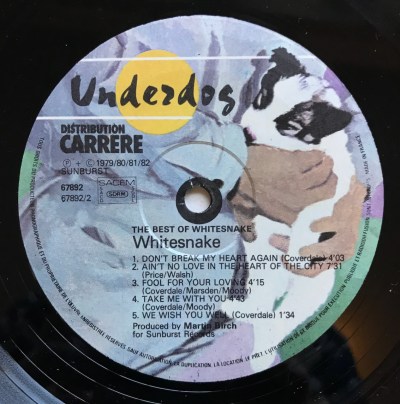 Underdog
DISTRIBUTION
CARRERE
Ⓟ + © 1979/80/81/82
SUNBURST
67892
67892/2
SACEM
SDRM
THE BEST OF WHITESNAKE
Whitesnake
1. DON'T BREAK MY HEART AGAIN (Coverdale) 4'03
2. AIN'T NO LOVE IN THE HEART OF THE CITY 7'31
(Price/Walsh)
3. FOOL FOR YOUR LOVING 4'15
(Coverdale/Marsden/Moody)
4. TAKE ME WITH YOU 4'43
(Coverdale/Moody)
5. WE WISH YOU WELL (Coverdale) 1'34
Produced by Martin Birch
for Sunburst Records